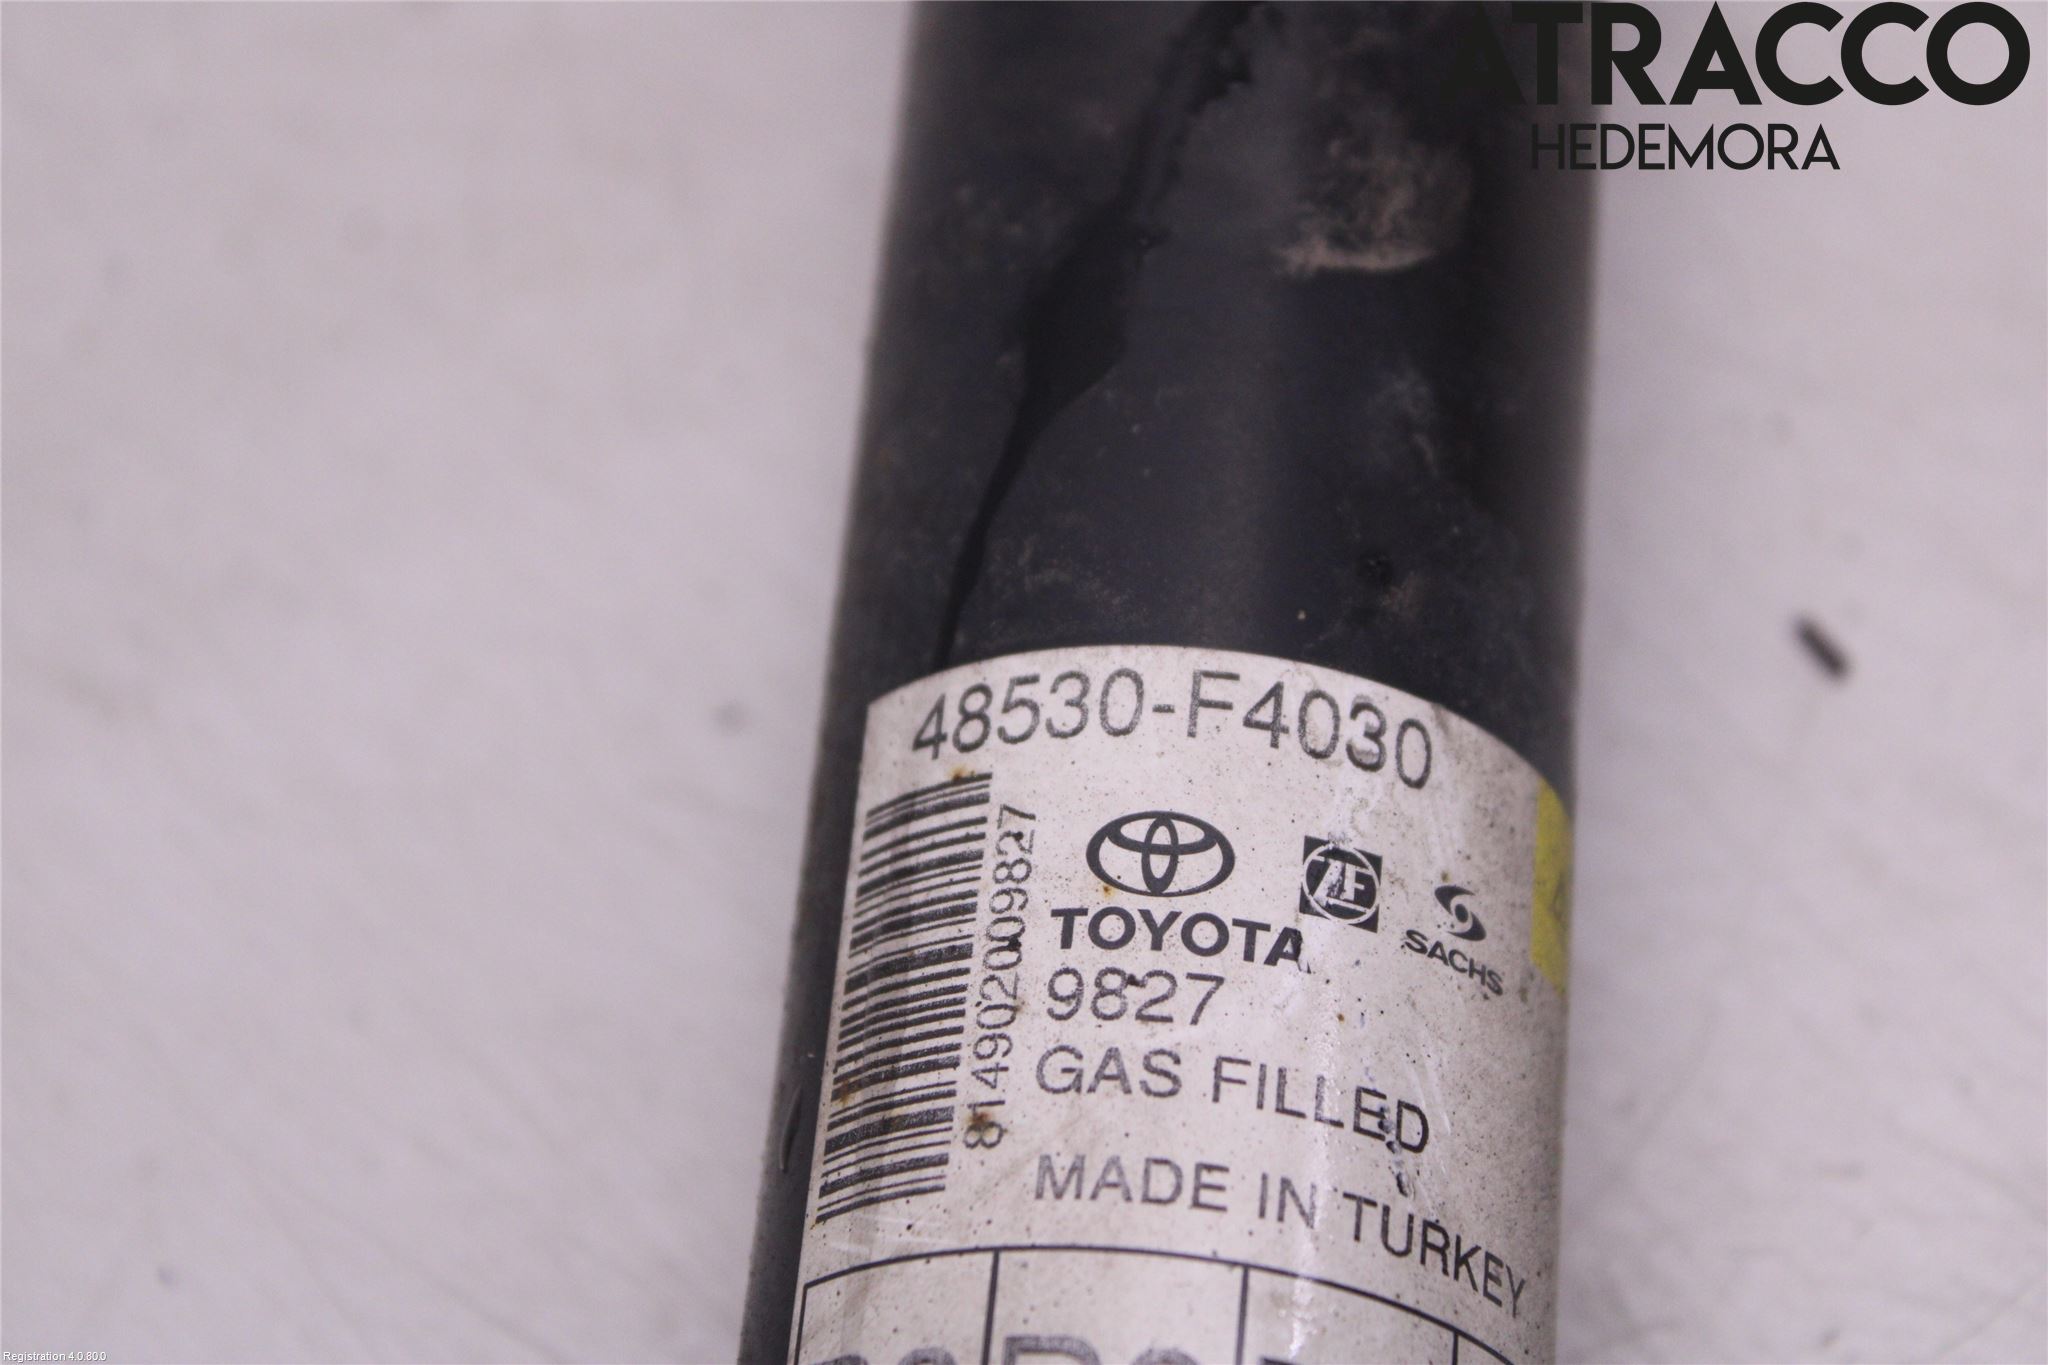 ATRACCO
HEDEMORA
48530-F4030
8149020009827
TOYOTA
ZF
SACHS
9827
GAS FILLED
MADE IN TURKEY
Registration 4.0.80.0